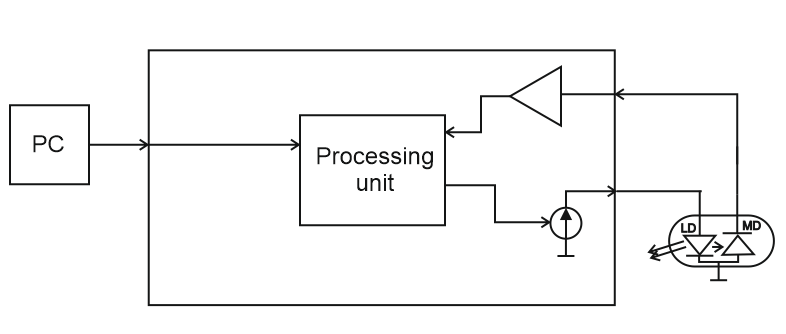 PC
Processing
unit
LD
MD